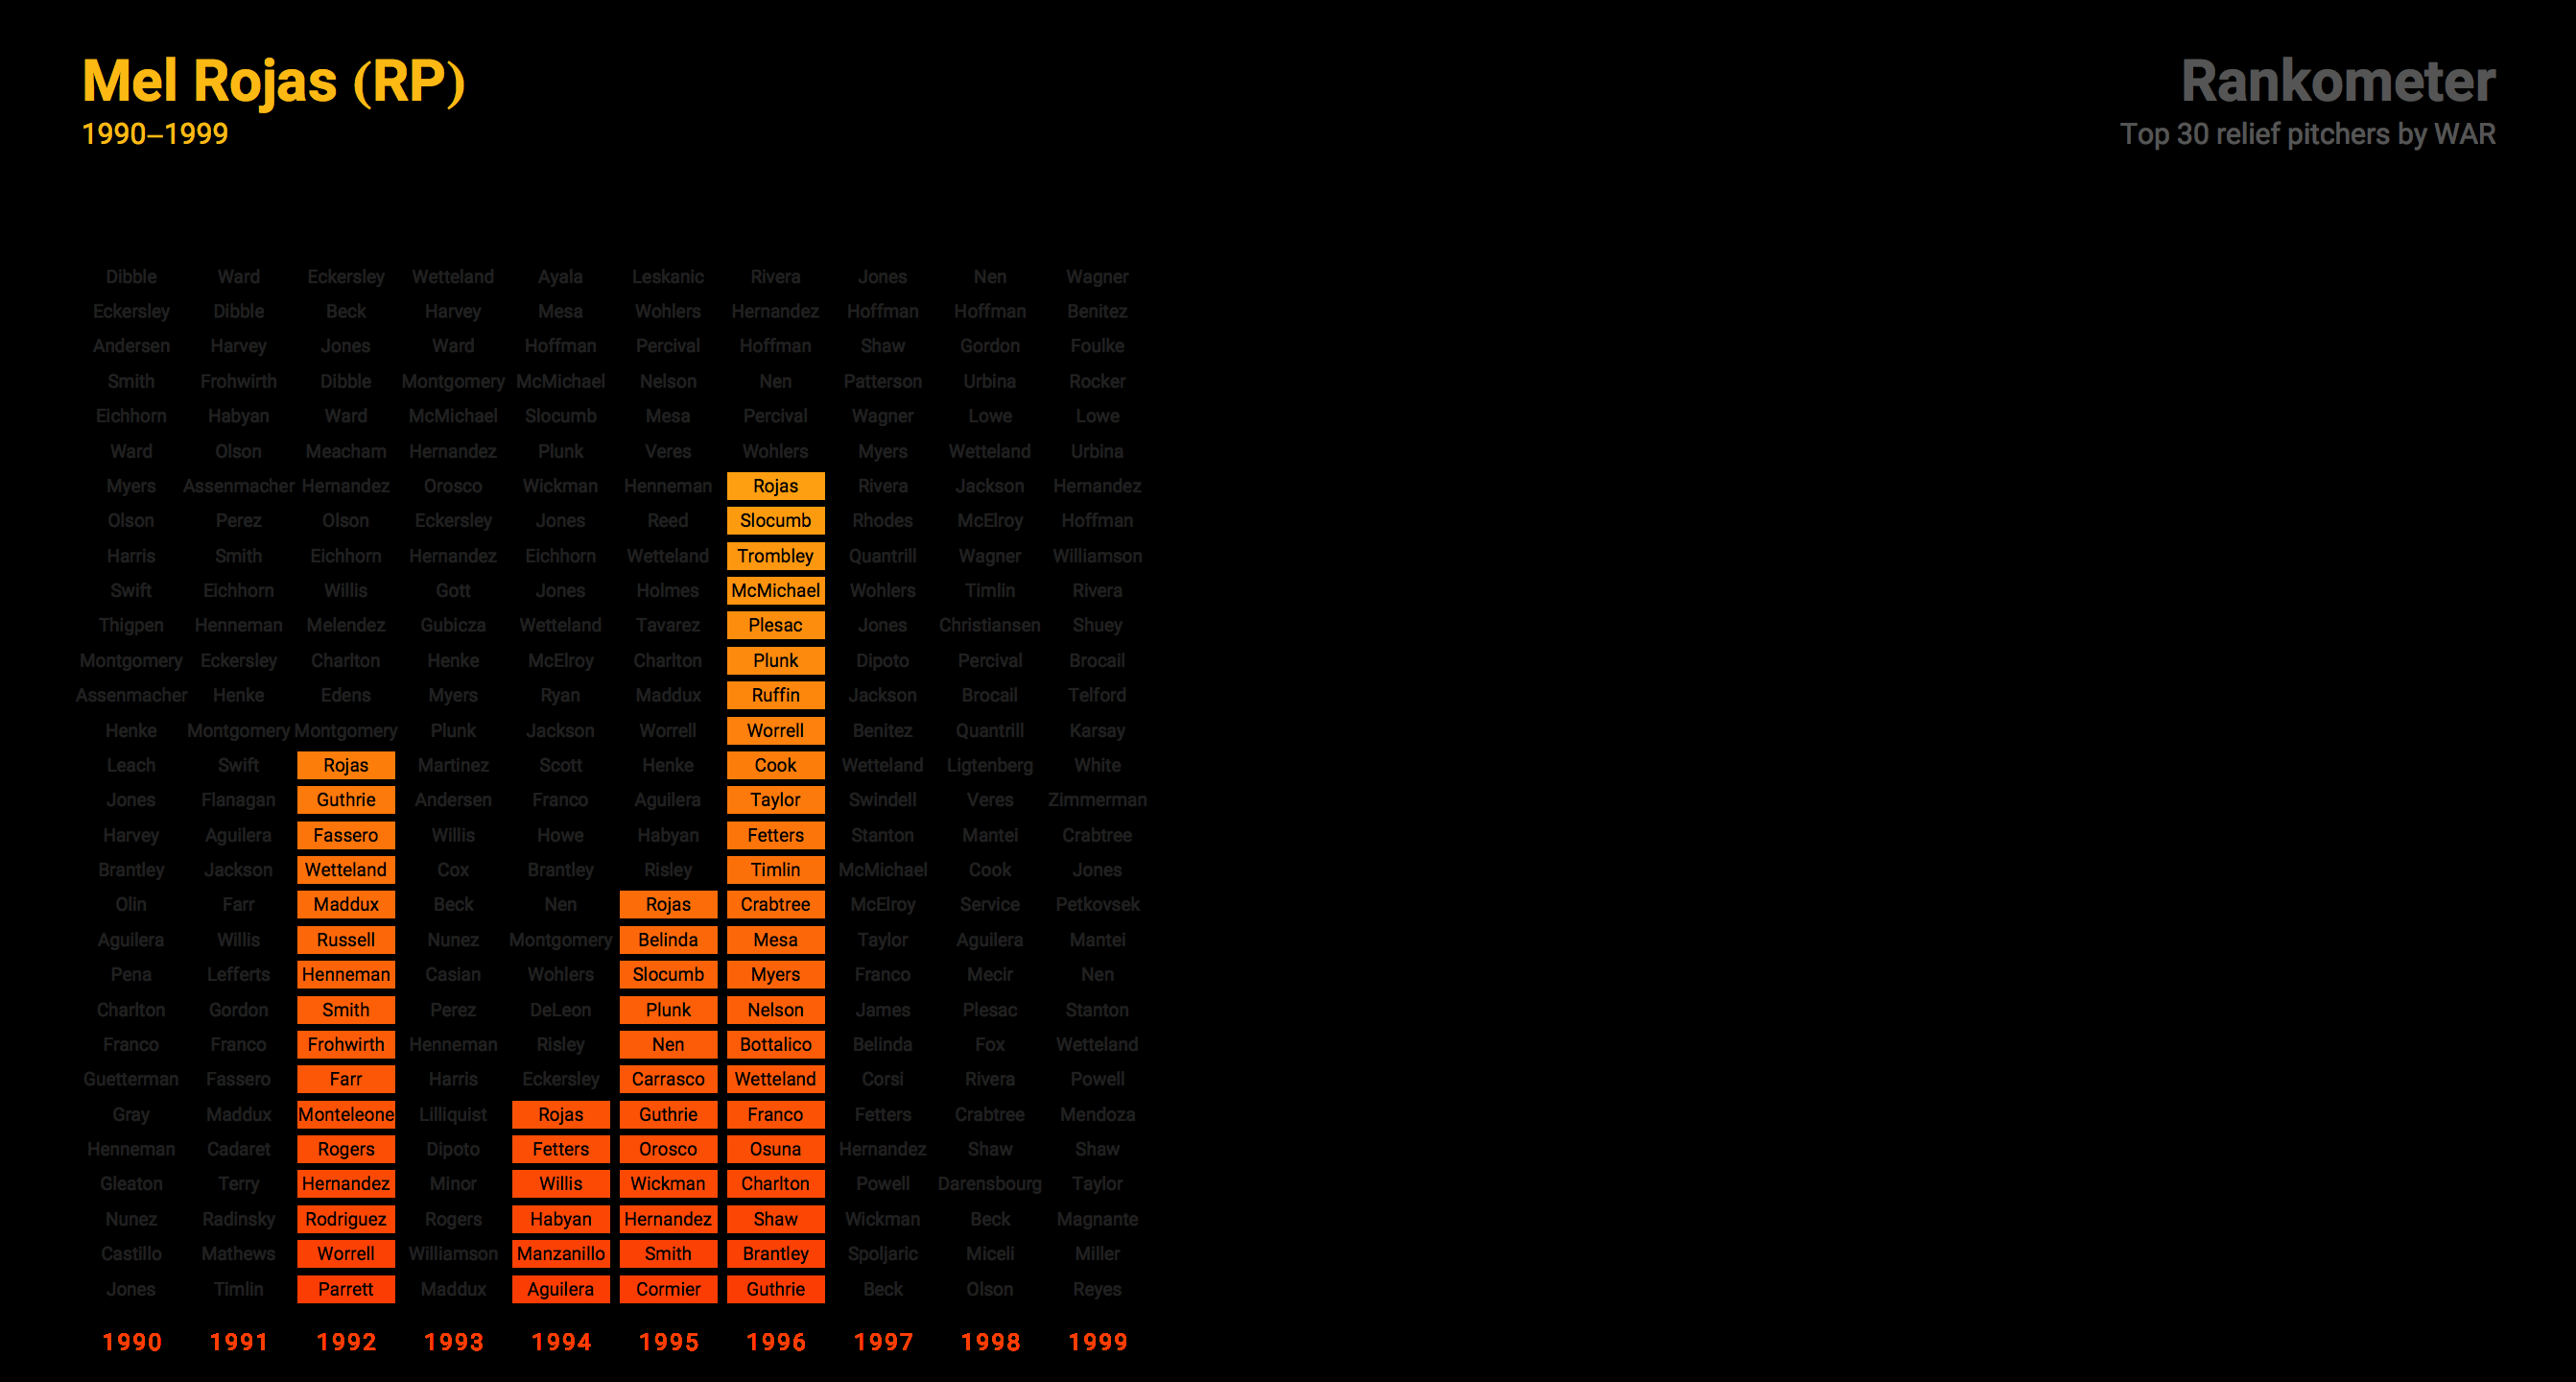 Mel Rojas (RP)
1990–1999
Rankometer
Top 30 relief pitchers by WAR
Dibble Ward Eckersley Wetteland Ayala Leskanic Rivera Jones Nen Wagner
Eckersley Dibble Beck Harvey Mesa Wohlers Hernandez Hoffman Hoffman Benitez
Andersen Harvey Jones Ward Hoffman Percival Hoffman Shaw Gordon Foulke
Smith Frohwirth Dibble Montgomery McMichael Nelson Nen Patterson Urbina Rocker
Eichhorn Habyan Ward McMichael Slocumb Mesa Percival Wagner Lowe Lowe
Ward Olson Meacham Hernandez Plunk Veres Wohlers Myers Wetteland Urbina
Myers Assenmacher Hernandez Orosco Wickman Henneman Rojas Rivera Jackson Hernandez
Olson Perez Olson Eckersley Jones Reed Slocumb Rhodes McElroy Hoffman
Harris Smith Eichhorn Hernandez Eichhorn Wetteland Trombley Quantrill Wagner Williamson
Swift Eichhorn Willis Gott Jones Holmes McMichael Wohlers Timlin Rivera
Thigpen Henneman Melendez Gubicza Wetteland Tavarez Plesac Jones Christiansen Shuey
Montgomery Eckersley Charlton Henke McElroy Charlton Plunk Dipoto Percival Brocail
Assenmacher Henke Edens Myers Ryan Maddux Ruffin Jackson Brocail Telford
Henke Montgomery Montgomery Plunk Jackson Worrell Worrell Benitez Quantrill Karsay
Leach Swift Rojas Martinez Scott Henke Cook Wetteland Ligtenberg White
Jones Flanagan Guthrie Andersen Franco Aguilera Taylor Swindell Veres Zimmerman
Harvey Aguilera Fassero Willis Howe Habyan Fetters Stanton Mantei Crabtree
Brantley Jackson Wetteland Cox Brantley Risley Timlin McMichael Cook Jones
Olin Farr Maddux Beck Nen Rojas Crabtree McElroy Service Petkovsek
Aguilera Willis Russell Nunez Montgomery Belinda Mesa Taylor Aguilera Mantei
Pena Lefferts Henneman Casian Wohlers Slocumb Myers Franco Mecir Nen
Charlton Gordon Smith Perez DeLeon Plunk Nelson James Plesac Stanton
Franco Franco Frohwirth Henneman Risley Nen Bottalico Belinda Fox Wetteland
Guetterman Fassero Farr Harris Eckersley Carrasco Wetteland Corsi Rivera Powell
Gray Maddux Monteleone Lilliquist Rojas Guthrie Franco Fetters Crabtree Mendoza
Henneman Cadaret Rogers Dipoto Fetters Orosco Osuna Hernandez Shaw Shaw
Gleaton Terry Hernandez Minor Willis Wickman Charlton Powell Darensbourg Taylor
Nunez Radinsky Rodriguez Rogers Habyan Hernandez Shaw Wickman Beck Magnante
Castillo Mathews Worrell Williamson Manzanillo Smith Brantley Spoljaric Miceli Miller
Jones Timlin Parrett Maddux Aguilera Cormier Guthrie Beck Olson Reyes
1990 1991 1992 1993 1994 1995 1996 1997 1998 1999